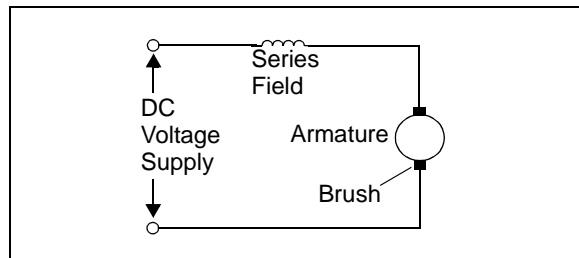 Series
Field
DC
Voltage
Supply
Armature
Brush